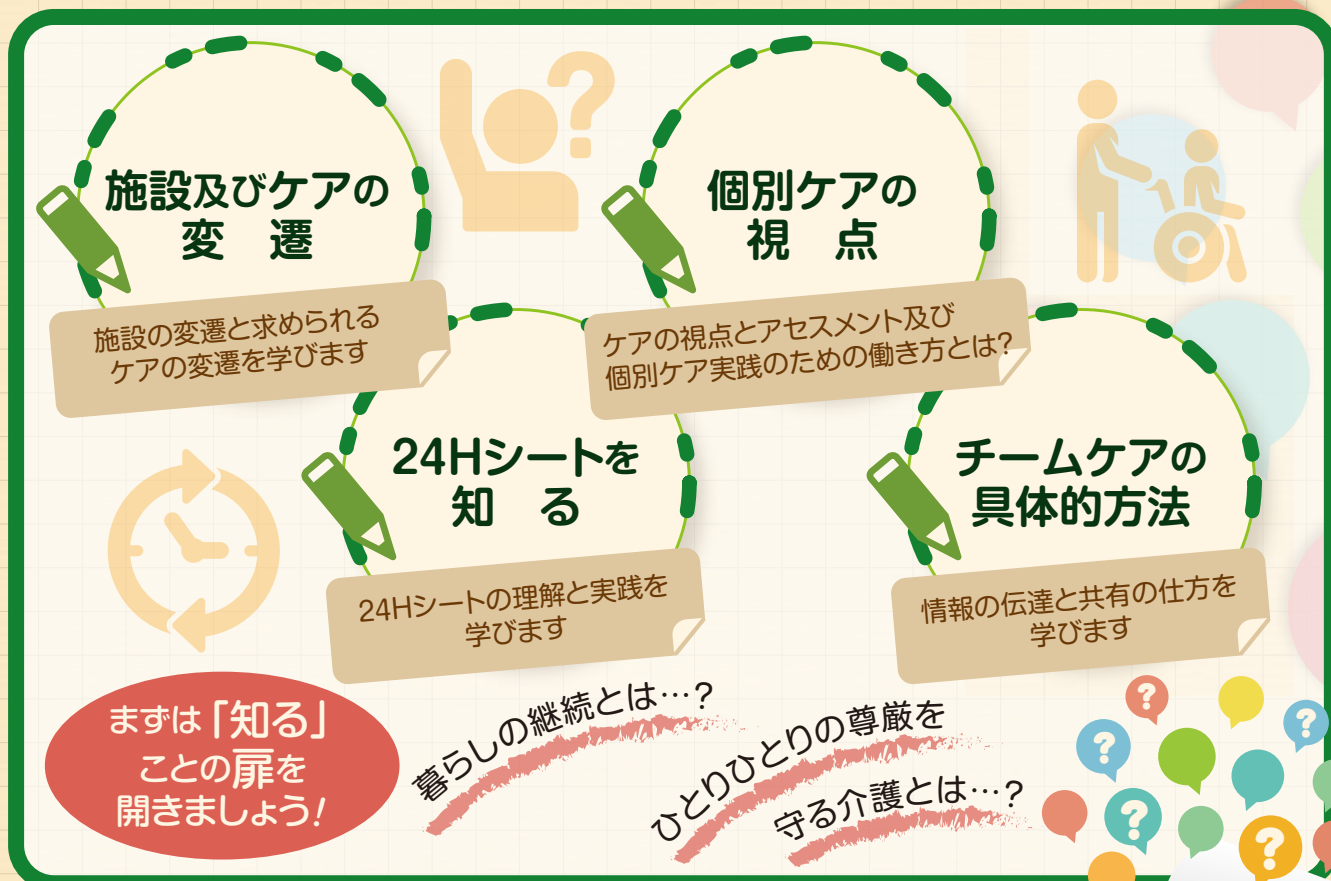 施設及びケアの
変　遷
施設の変遷と求められる
ケアの変遷を学びます
個別ケアの
視　点
ケアの視点とアセスメント及び
個別ケア実践のための働き方とは?
24Hシートを
知　る
24Hシートの理解と実践を
学びます
チームケアの
具体的方法
情報の伝達と共有の仕方を
学びます
まずは「知る」
ことの扉を
開きましょう!
暮らしの継続とは…?
ひとりひとりの尊厳を
守る介護とは…?